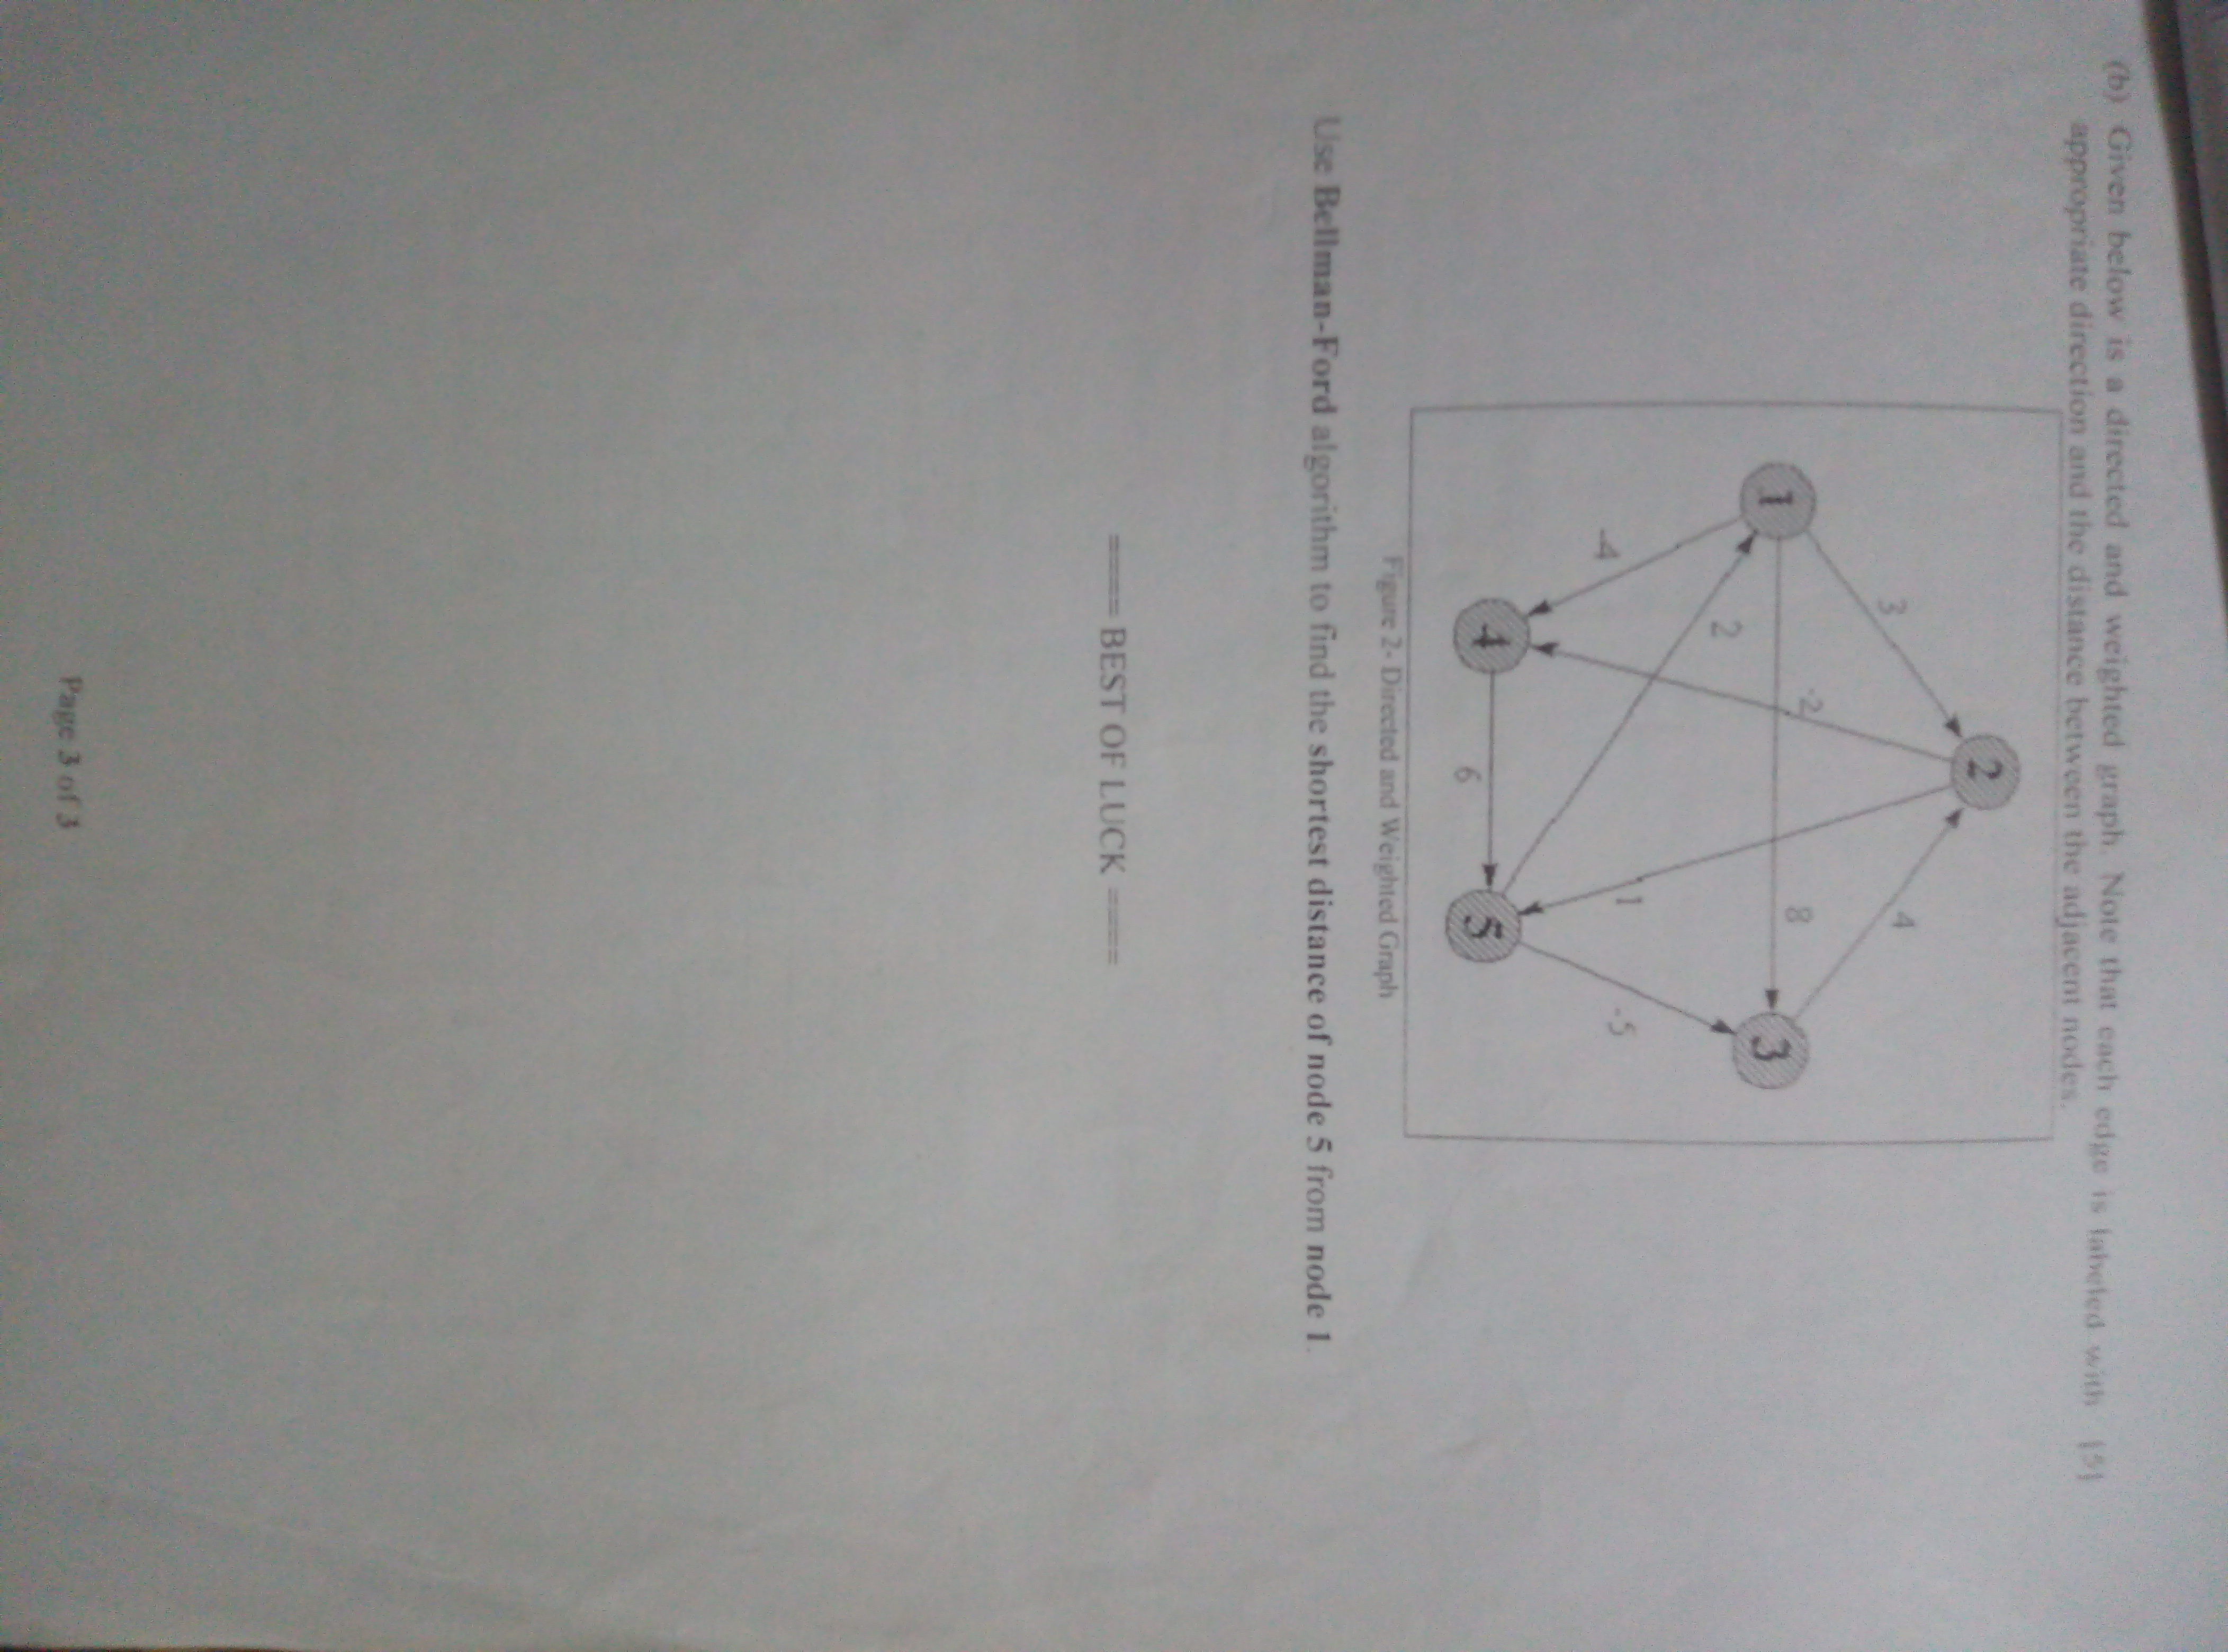 (b) Given below is a directed and weighted graph. Note that each edge is labeled with [5]
appropriate direction and the distance between the adjacent nodes.
2
3
4
-2
8
1
3
2
1
-4
-5
4
5
6
Figure 2- Directed and Weighted Graph
Use Bellman-Ford algorithm to find the shortest distance of node 5 from node 1.
==== BEST OF LUCK ====
Page 3 of 3